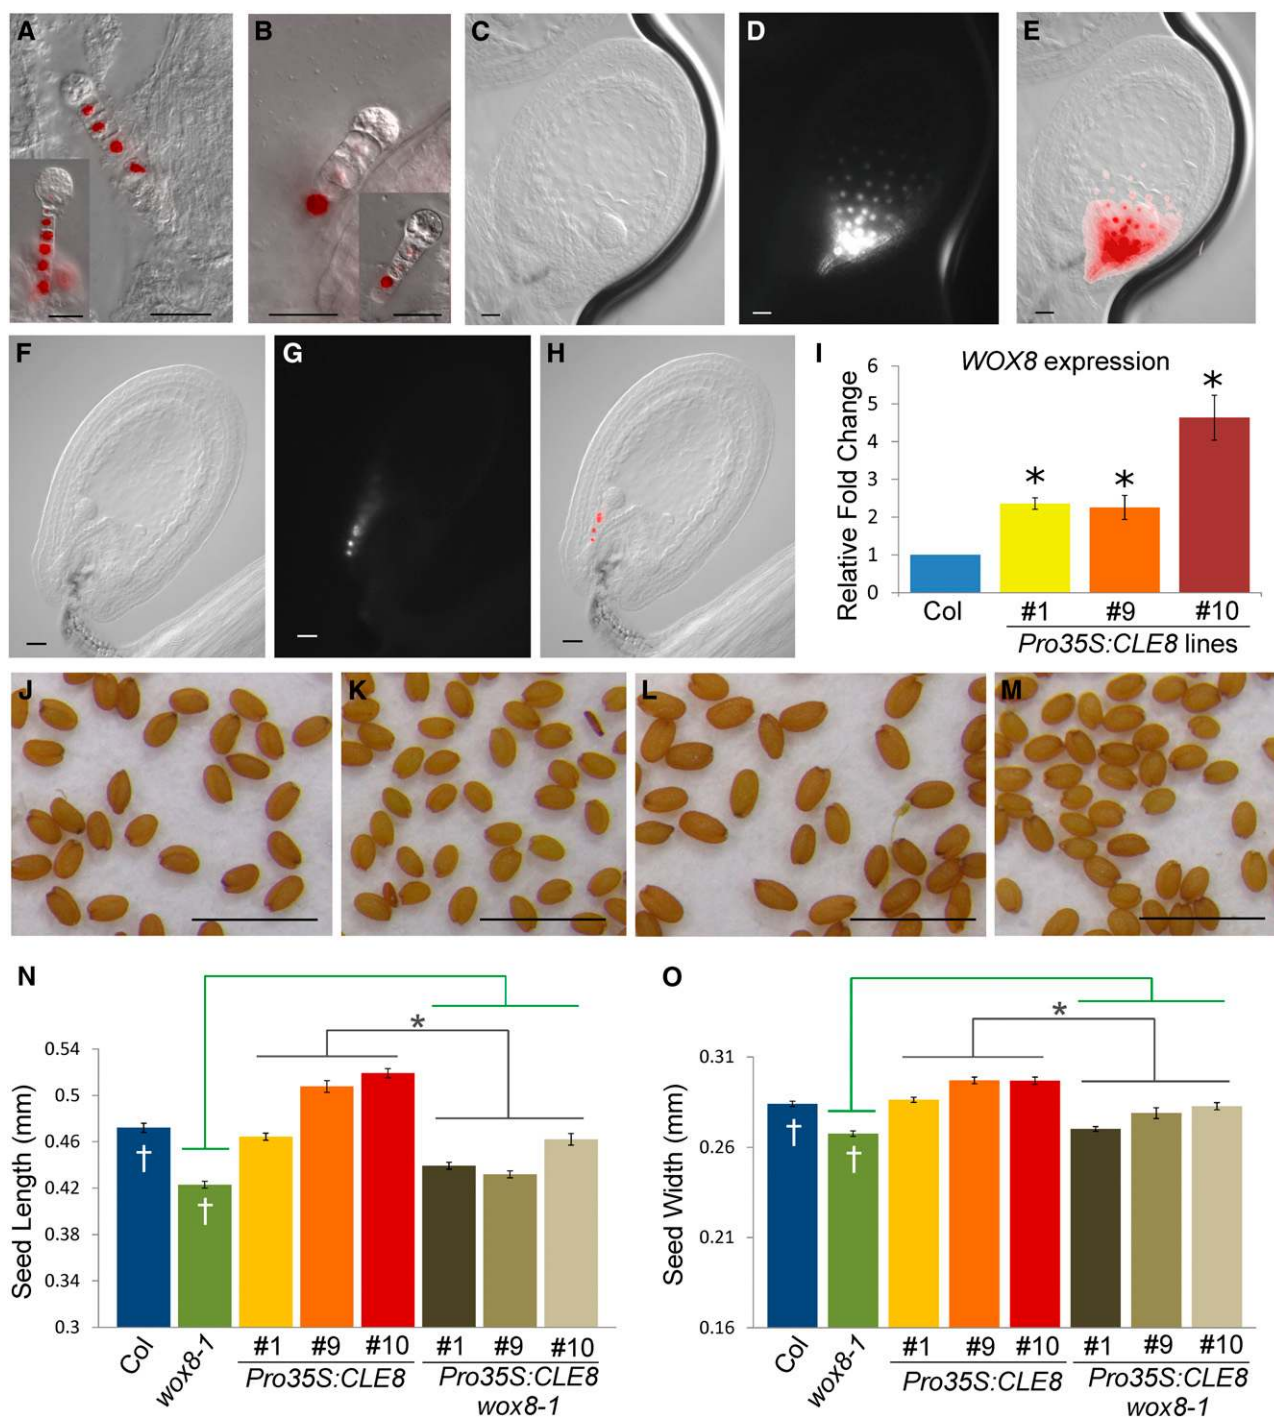 A
B
C
D
E
F
G
H
I
WOX8 expression
Relative Fold Change
6
5
4
3
2
1
0
*
*
*
Col
#1
#9
#10
Pro35S:CLE8 lines
J
K
L
M
N
Seed Length (mm)
0.54
0.5
0.46
0.42
0.38
0.34
0.3
*
†
†
Col
wox8-1
#1
#9
#10
Pro35S:CLE8
#1
#9
#10
Pro35S:CLE8
wox8-1
O
Seed Width (mm)
0.31
0.26
0.21
0.16
*
†
†
Col
wox8-1
#1
#9
#10
Pro35S:CLE8
#1
#9
#10
Pro35S:CLE8
wox8-1